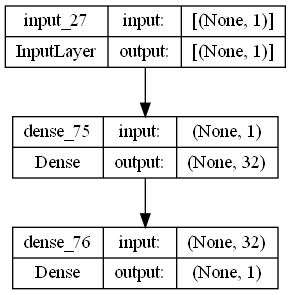 input_27 input: [(None, 1)]
InputLayer output: [(None, 1)]
dense_75 input: (None, 1)
Dense output: (None, 32)
dense_76 input: (None, 32)
Dense output: (None, 1)